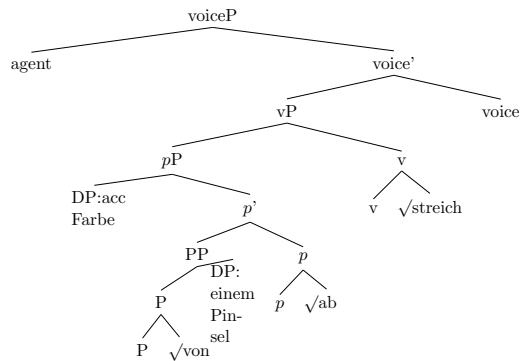 voiceP
agent voice'
vP voice
pP v
DP:acc
Farbe
p' v √streich
PP p
DP:
einem
Pin-
sel
P p √ab
P √von